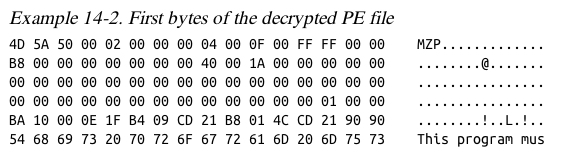 Example 14-2. First bytes of the decrypted PE file
4D 5A 50 00 02 00 00 00 04 00 0F 00 FF FF 00 00 MZP.............
B8 00 00 00 00 00 00 00 40 00 1A 00 00 00 00 00 ........@.......
00 00 00 00 00 00 00 00 00 00 00 00 00 00 00 00 ................
00 00 00 00 00 00 00 00 00 00 00 00 00 01 00 00 ................
BA 10 00 0E 1F B4 09 CD 21 B8 01 4C CD 21 90 90 ........!..L.!..
54 68 69 73 20 70 72 6F 67 72 61 6D 20 6D 75 73 This program mus